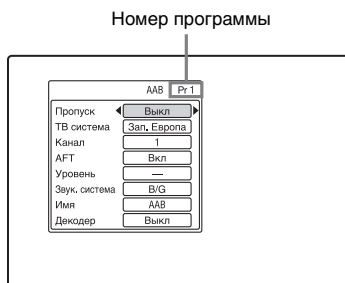 Номер программы
AAB Pr 1
Пропуск Выкл
ТВ система Зап. Европа
Канал 1
AFT Вкл
Уровень —
Звук. система B/G
Имя AAB
Декодер Выкл